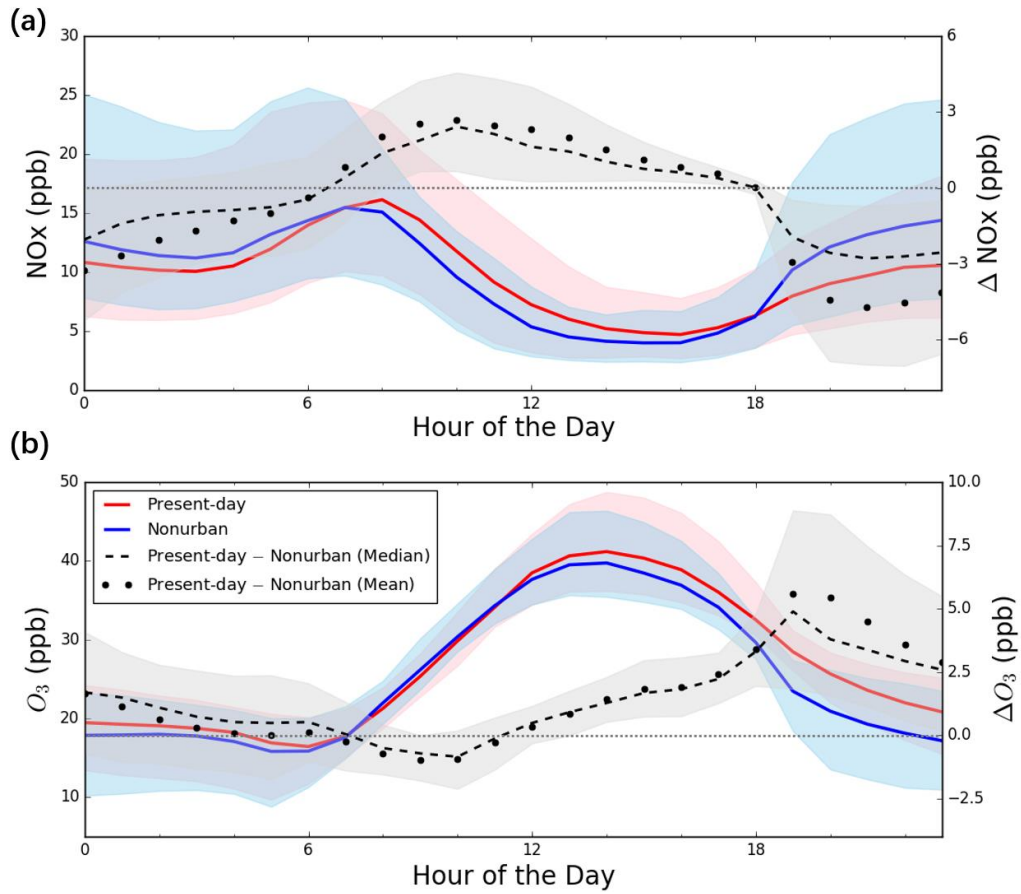 (a)
30
25
20
15
10
5
0
NOx (ppb)
6
3
0
−3
−6
Δ NOx (ppb)
0 6 12 18
Hour of the Day
(b)
50
40
30
20
10
O3 (ppb)
Present-day
Nonurban
Present-day − Nonurban (Median)
Present-day − Nonurban (Mean)
10.0
7.5
5.0
2.5
0.0
−2.5
ΔO3 (ppb)
0 6 12 18
Hour of the Day